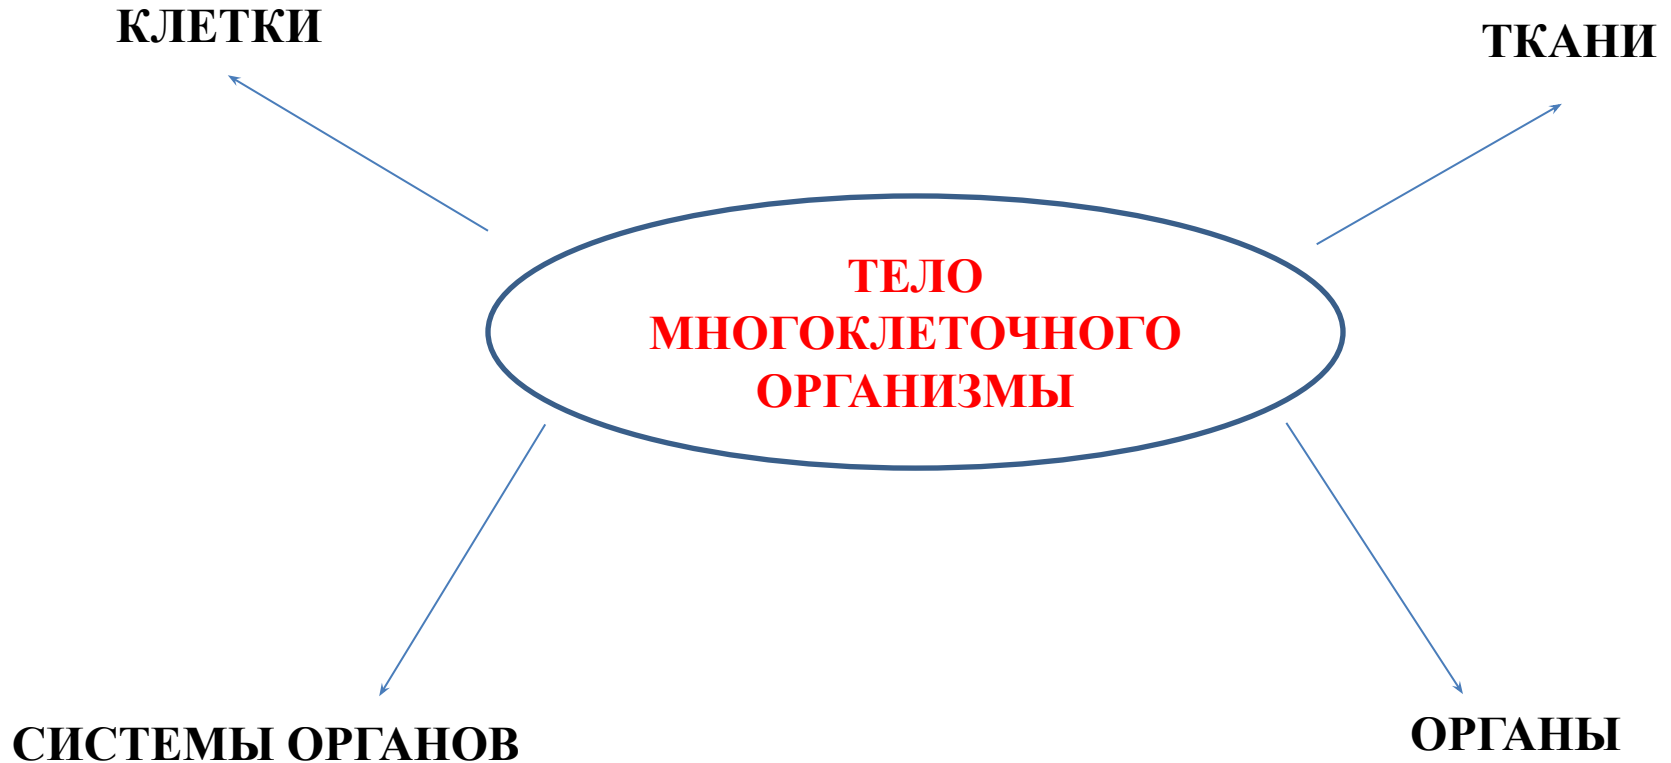 КЛЕТКИ
ТКАНИ
ТЕЛО
МНОГОКЛЕТОЧНОГО
ОРГАНИЗМЫ
СИСТЕМЫ ОРГАНОВ
ОРГАНЫ